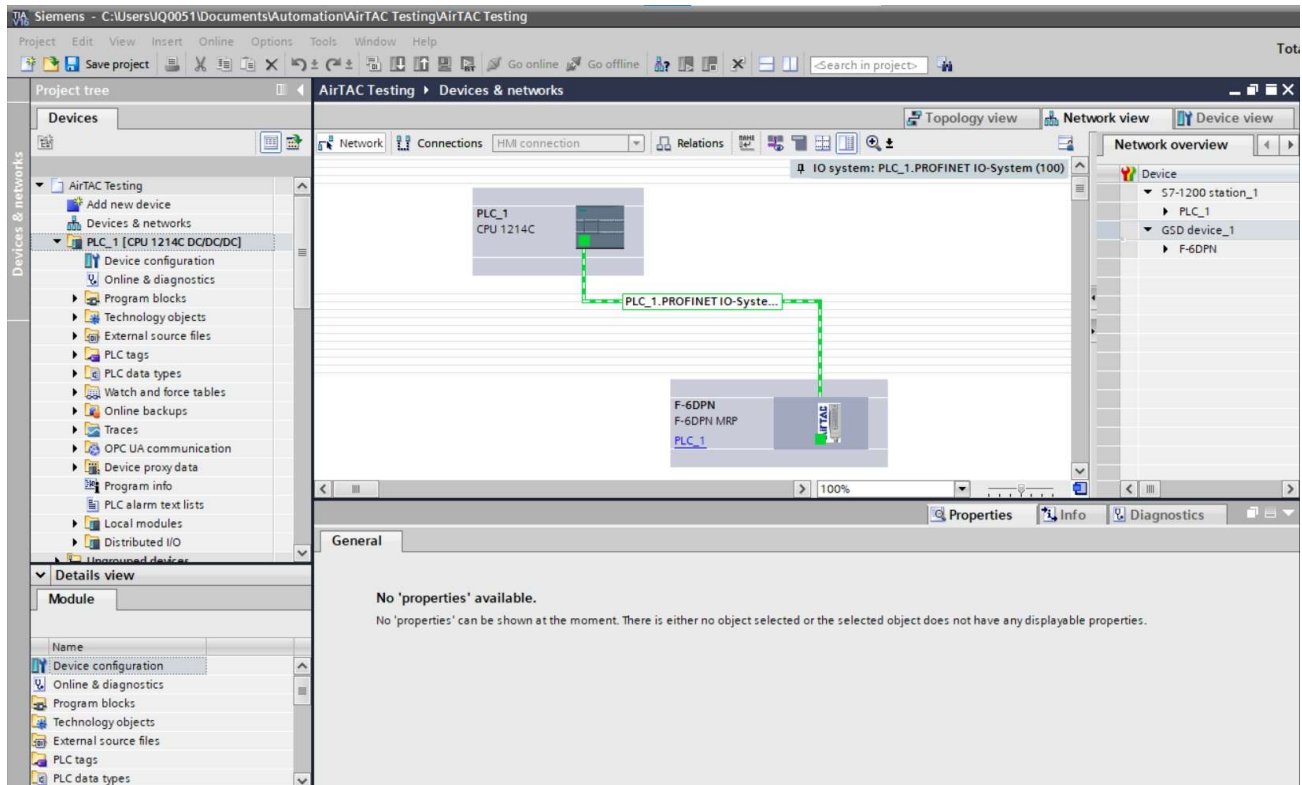 Siemens - C:\Users\JQ0051\Documents\Automation\AirTAC Testing\AirTAC Testing
Project Edit View Insert Online Options Tools Window Help
Save project Go online Go offline <Search in project> Tota
Project tree
AirTAC Testing ▸ Devices & networks
Devices
Topology view Network view Device view
Network Connections HMI connection Relations
Network overview
Devices & networks
IO system: PLC_1.PROFINET IO-System (100)
AirTAC Testing
Add new device
Devices & networks
PLC_1 [CPU 1214C DC/DC/DC]
Device configuration
Online & diagnostics
Program blocks
Technology objects
External source files
PLC tags
PLC data types
Watch and force tables
Online backups
Traces
OPC UA communication
Device proxy data
Program info
PLC alarm text lists
Local modules
Distributed I/O
Ungrouped devices
PLC_1
CPU 1214C
PLC_1.PROFINET IO-Syste...
F-6DPN
F-6DPN MRP
PLC_1
AirTAC
100%
Device
S7-1200 station_1
PLC_1
GSD device_1
F-6DPN
Properties Info Diagnostics
General
No 'properties' available.
No 'properties' can be shown at the moment. There is either no object selected or the selected object does not have any displayable properties.
Details view
Module
Name
Device configuration
Online & diagnostics
Program blocks
Technology objects
External source files
PLC tags
PLC data types